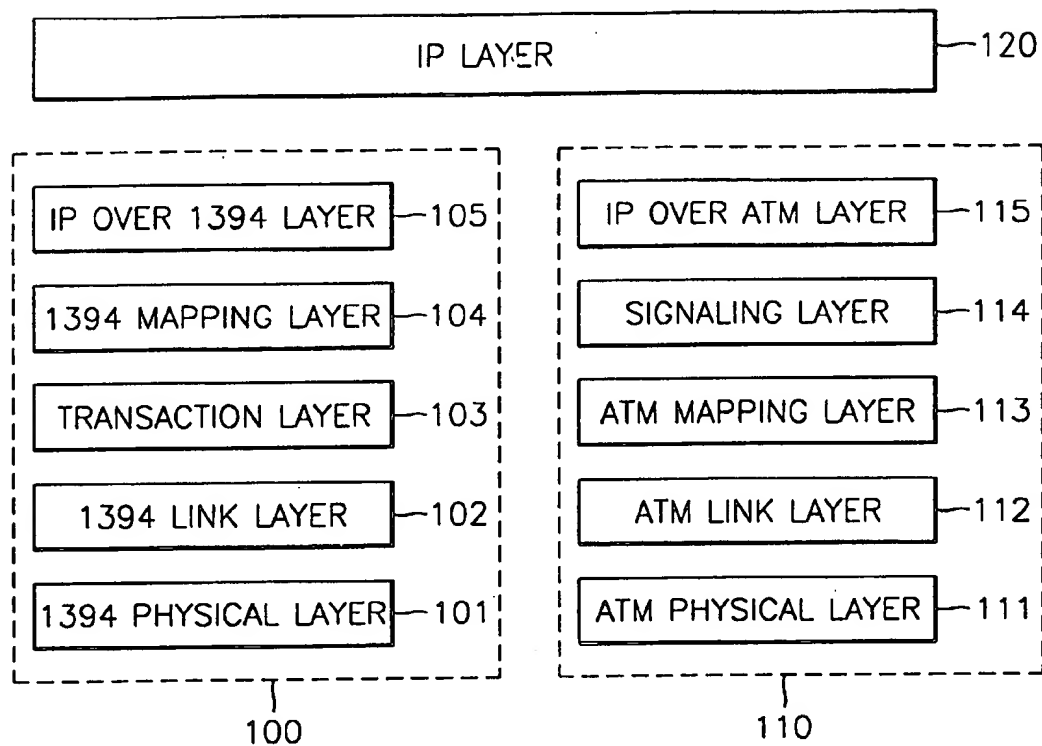 IP LAYER 120
IP OVER 1394 LAYER 105
1394 MAPPING LAYER 104
TRANSACTION LAYER 103
1394 LINK LAYER 102
1394 PHYSICAL LAYER 101
100
IP OVER ATM LAYER 115
SIGNALING LAYER 114
ATM MAPPING LAYER 113
ATM LINK LAYER 112
ATM PHYSICAL LAYER 111
110